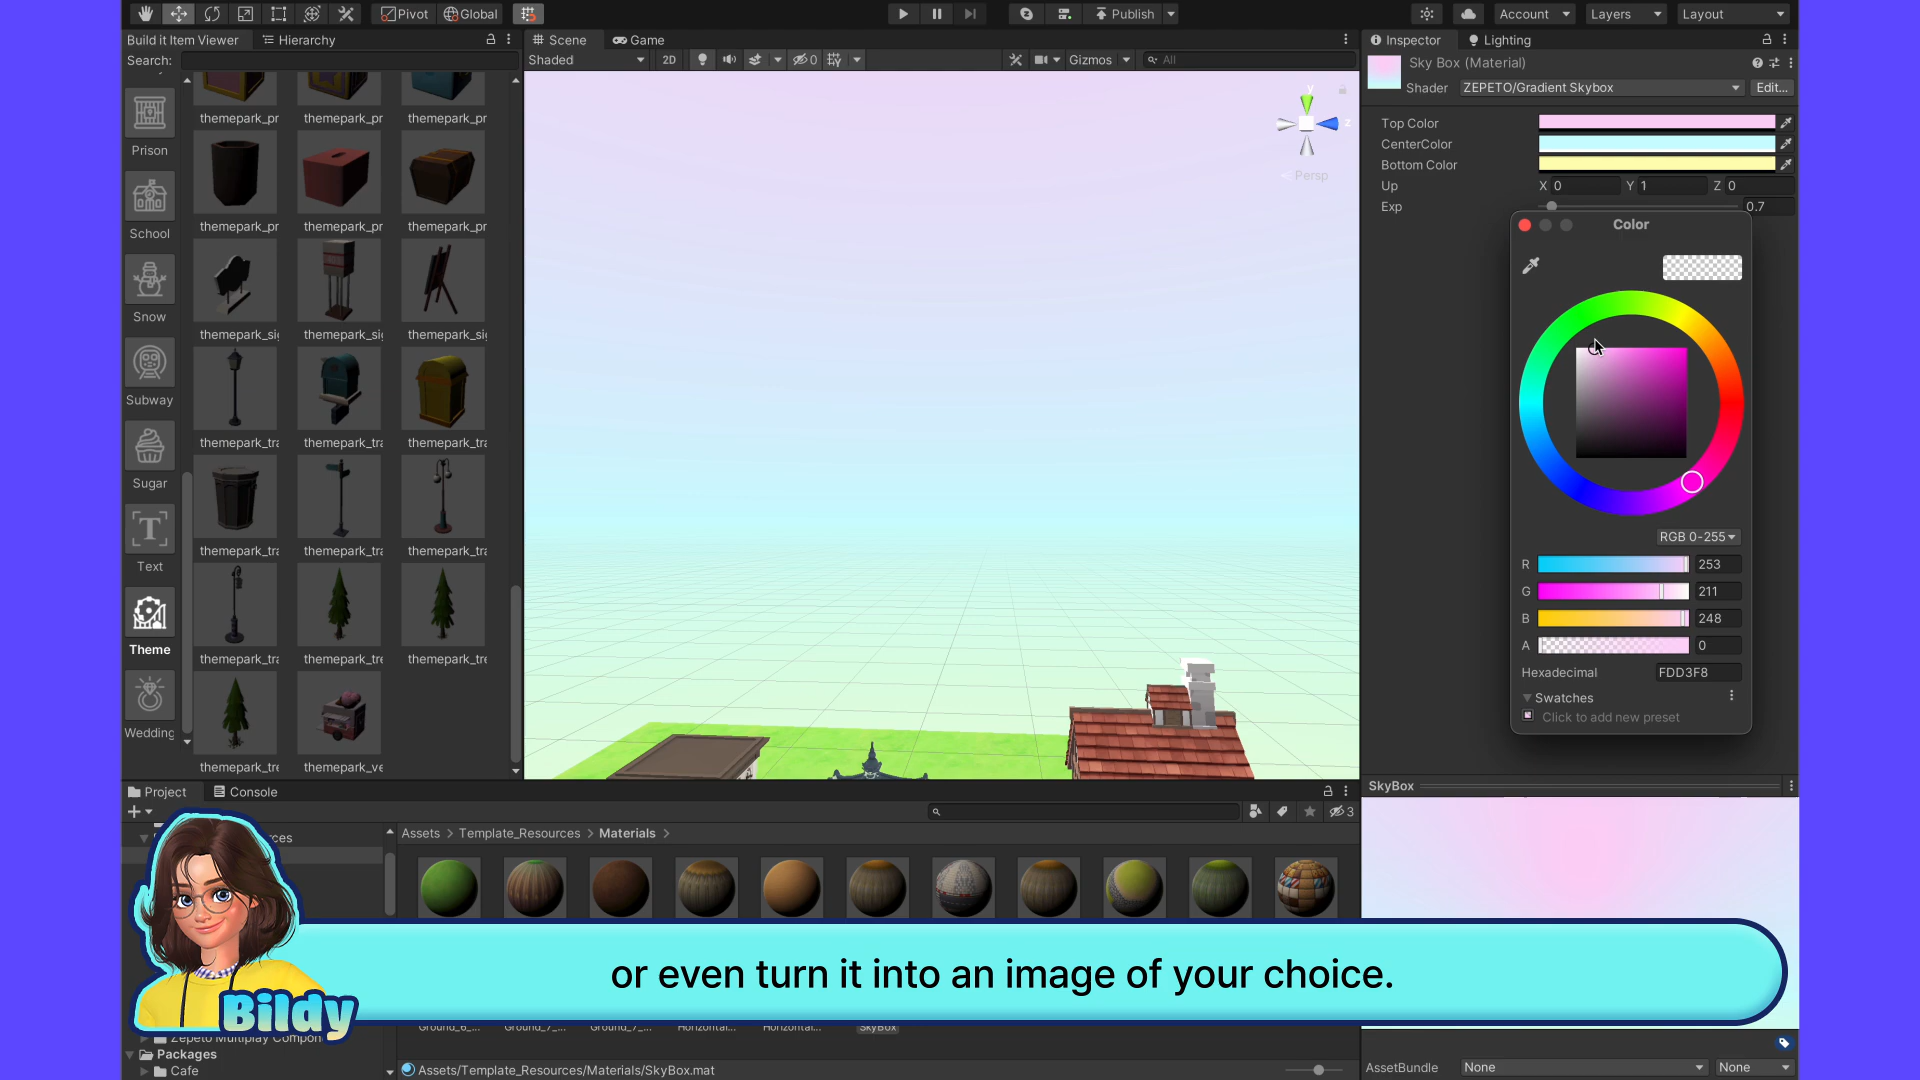 Pivot
Global
Publish
Account
Layers
Layout
Build it Item Viewer
Hierarchy
Search:
Prison
School
Snow
Subway
Sugar
Text
Theme
Wedding
themepark_pr themepark_pr themepark_pr
themepark_pr themepark_pr themepark_pr
themepark_si themepark_si themepark_si
themepark_tra themepark_tra themepark_tra
themepark_tra themepark_tra themepark_tra
themepark_tra themepark_tre themepark_tre
themepark_tre themepark_ve
Scene
Game
Shaded
2D
0
Gizmos
All
y
z
Persp
Inspector
Lighting
Sky Box (Material)
Shader
ZEPETO/Gradient Skybox
Edit...
Top Color
CenterColor
Bottom Color
Up X 0 Y 1 Z 0
Exp 0.7
Color
RGB 0-255
R 253
G 211
B 248
A 0
Hexadecimal FDD3F8
Swatches
Click to add new preset
SkyBox
Project
Console
3
Assets > Template_Resources > Materials >
or even turn it into an image of your choice.
Bildy
Ground_6_... Ground_7_... Ground_7_... Horizontal... Horizontal... SkyBox
Zepeto Multiplay Compon
Packages
Cafe
Assets/Template_Resources/Materials/SkyBox.mat
AssetBundle None None